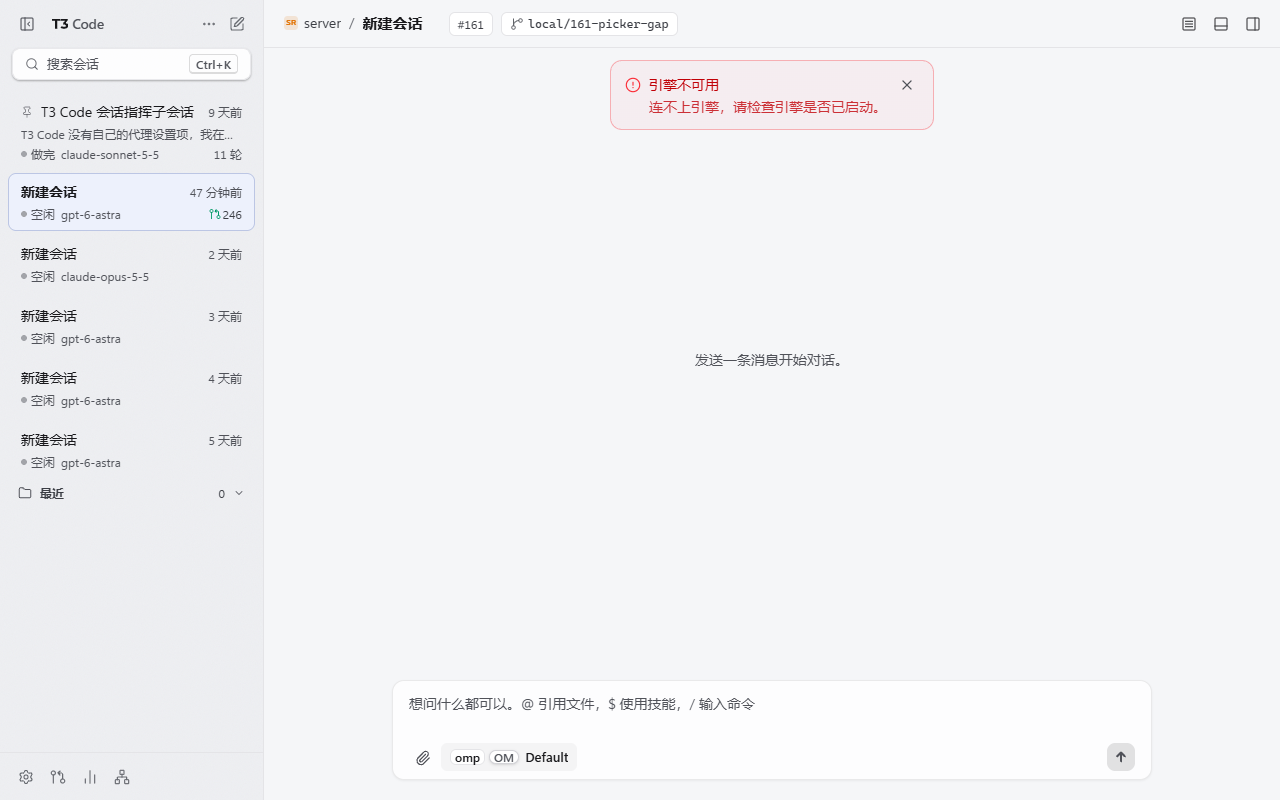 T3 Code
搜索会话
Ctrl+K
T3 Code 会话指挥子会话 9 天前
T3 Code 没有自己的代理设置项，我在...
做完 claude-sonnet-5-5 11 轮
新建会话 47 分钟前
空闲 gpt-6-astra 246
新建会话 2 天前
空闲 claude-opus-5-5
新建会话 3 天前
空闲 gpt-6-astra
新建会话 4 天前
空闲 gpt-6-astra
新建会话 5 天前
空闲 gpt-6-astra
最近 0
SR server / 新建会话 #161 local/161-picker-gap
引擎不可用
连不上引擎，请检查引擎是否已启动。
发送一条消息开始对话。
想问什么都可以。@ 引用文件，$ 使用技能，/ 输入命令
omp OM Default